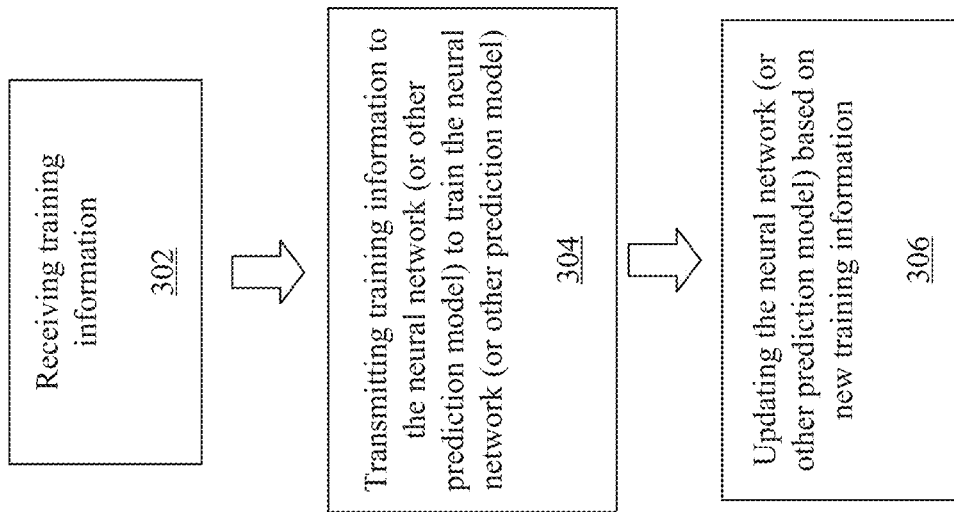 Receiving training
information
302
Transmitting training information to
the neural network (or other
prediction model) to train the neural
network (or other prediction model)
304
Updating the neural network (or
other prediction model) based on
new training information
306